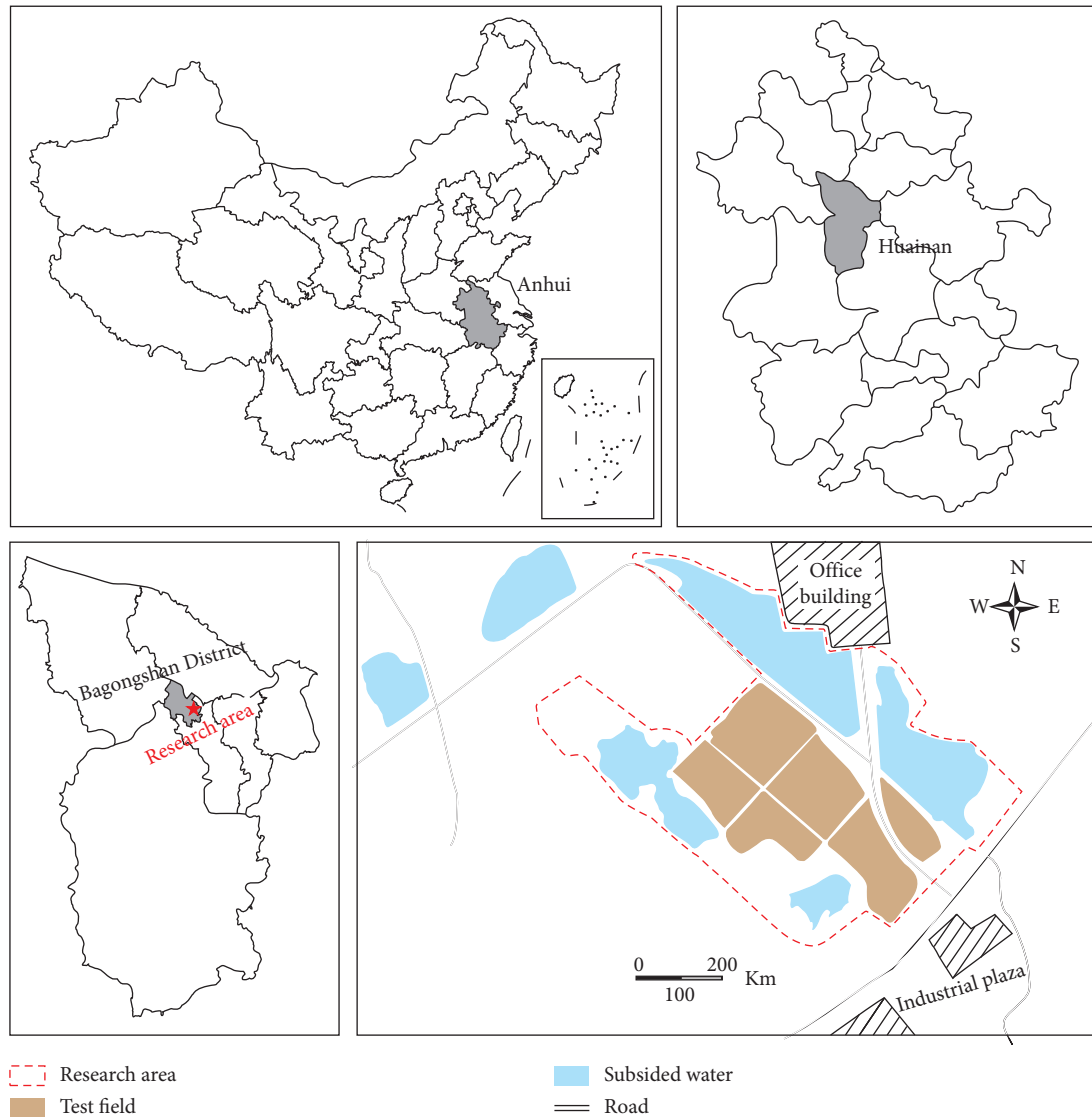 Anhui
Huainan
Bagongshan District
Research area
Office
building
N
W E
S
0 200
Km
100
Industrial plaza
Research area
Subsided water
Test field
Road